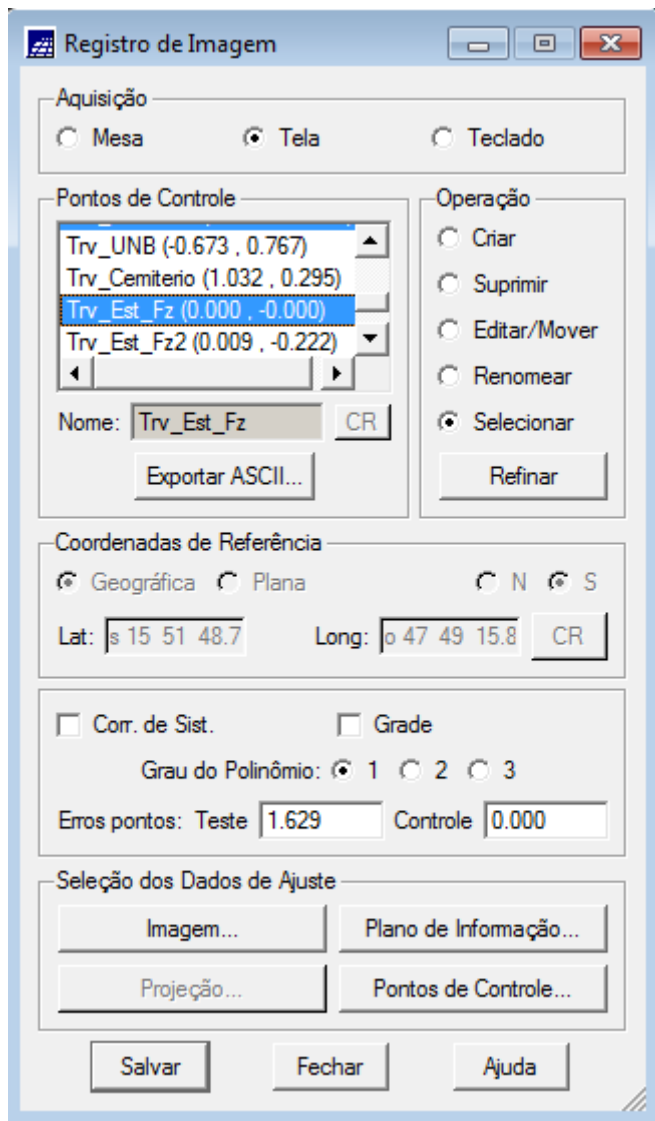 Registro de Imagem
Aquisição
Mesa Tela Teclado
Pontos de Controle
Trv_UNB (-0.673 , 0.767)
Trv_Cemiterio (1.032 , 0.295)
Trv_Est_Fz (0.000 , -0.000)
Trv_Est_Fz2 (0.009 , -0.222)
Nome: Trv_Est_Fz CR
Exportar ASCII...
Operação
Criar
Suprimir
Editar/Mover
Renomear
Selecionar
Refinar
Coordenadas de Referência
Geográfica Plana N S
Lat: s 15 51 48.7 Long: o 47 49 15.8 CR
Corr. de Sist. Grade
Grau do Polinômio: 1 2 3
Erros pontos: Teste 1.629 Controle 0.000
Seleção dos Dados de Ajuste
Imagem... Plano de Informação...
Projeção... Pontos de Controle...
Salvar Fechar Ajuda